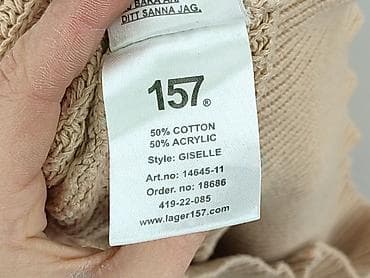 DITT SANNA JAG.
157®
50% COTTON
50% ACRYLIC
Style: GISELLE
Art.no: 14645-11
Order. no: 18686
419-22-085
www.lager157.com